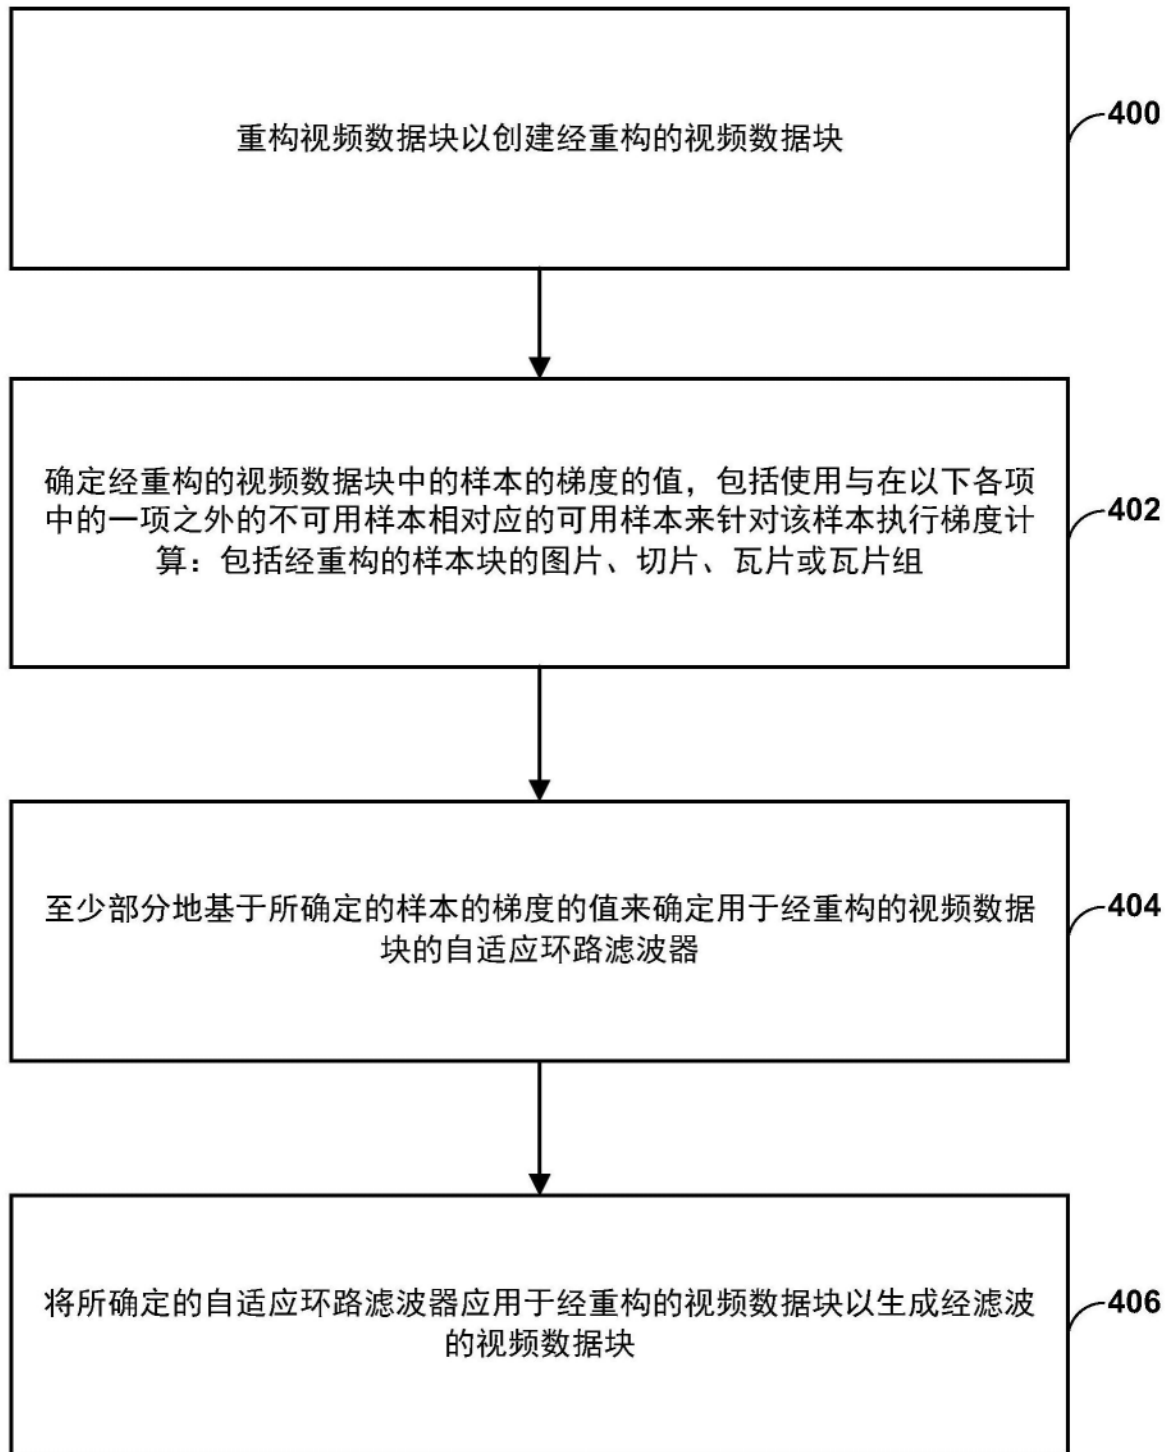 重构视频数据块以创建经重构的视频数据块
400
确定经重构的视频数据块中的样本的梯度的值，包括使用与在以下各项
中的一项之外的不可用样本相对应的可用样本来针对该样本执行梯度计
算：包括经重构的样本块的图片、切片、瓦片或瓦片组
402
至少部分地基于所确定的样本的梯度的值来确定用于经重构的视频数据
块的自适应环路滤波器
404
将所确定的自适应环路滤波器应用于经重构的视频数据块以生成经滤波
的视频数据块
406